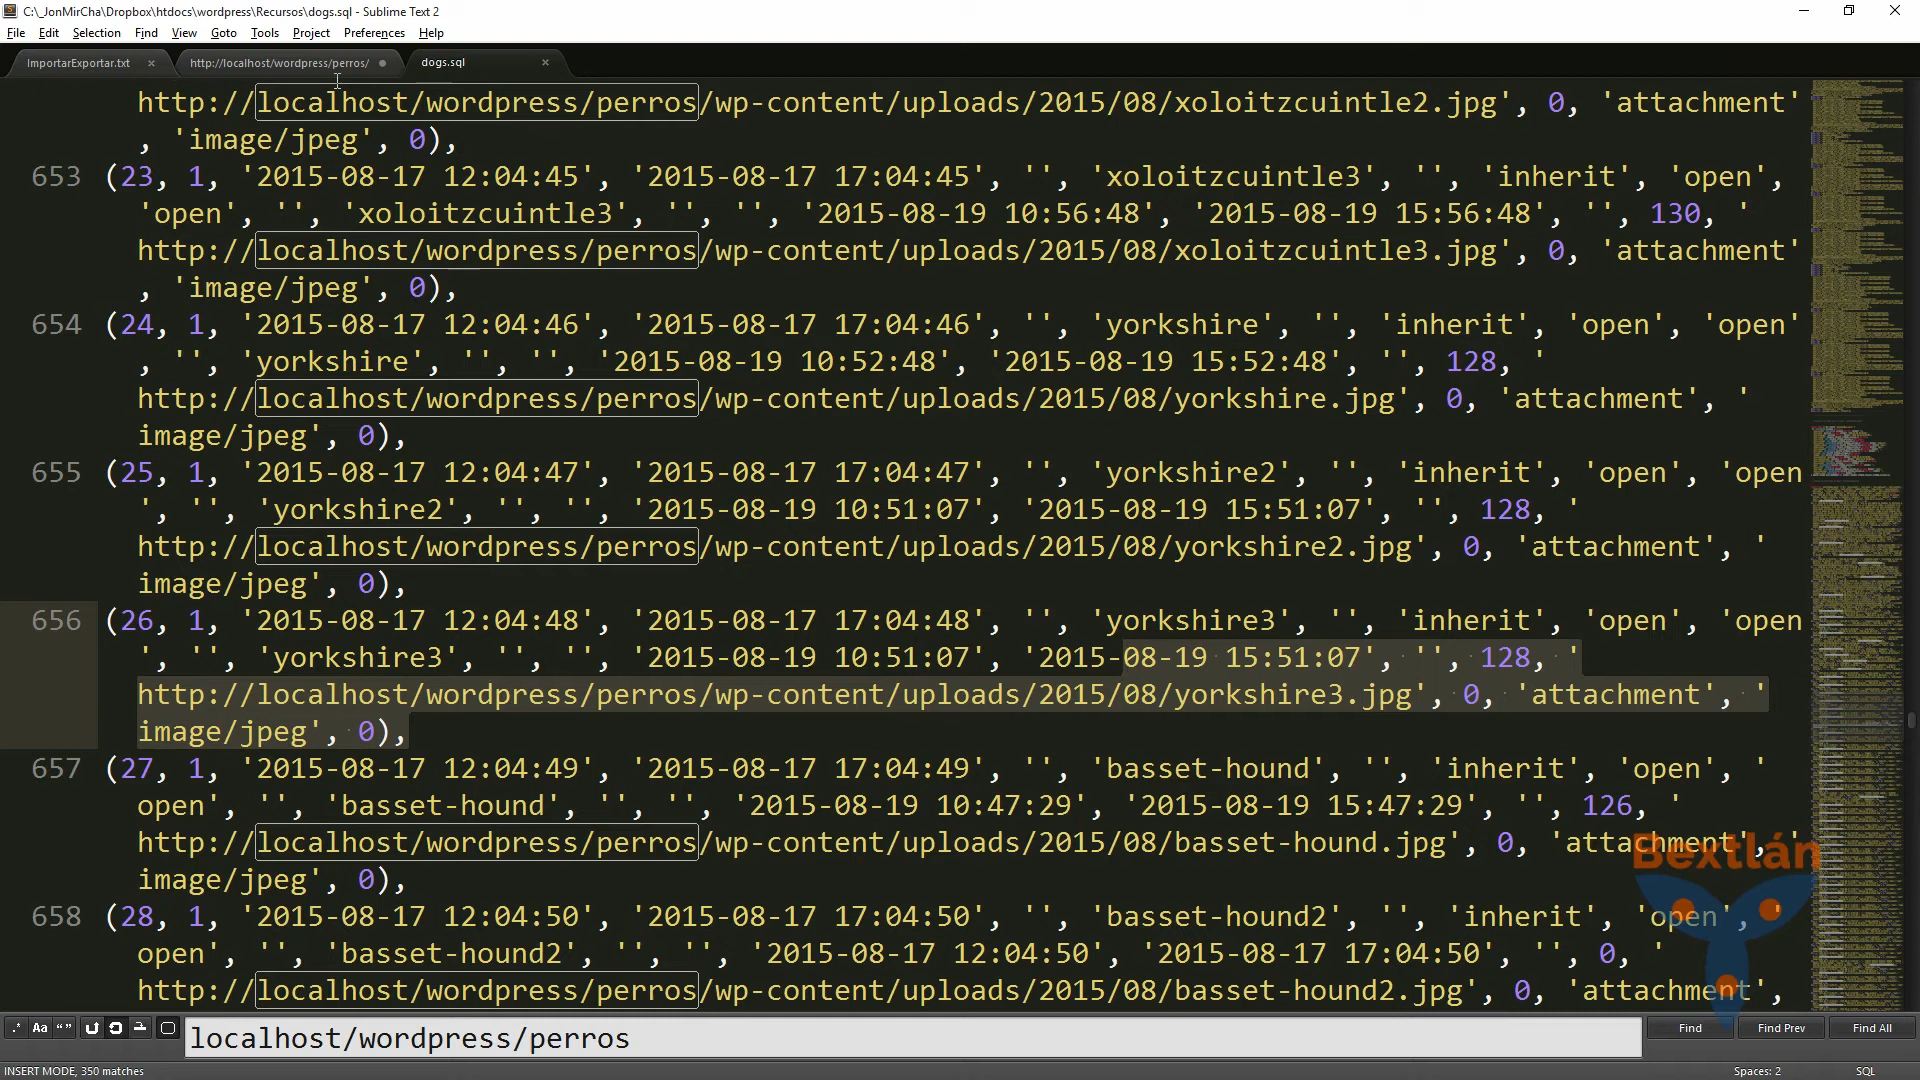 C:\_JonMirCha\Dropbox\htdocs\wordpress\Recursos\dogs.sql - Sublime Text 2
File Edit Selection Find View Goto Tools Project Preferences Help
ImportarExportar.txt × http://localhost/wordpress/perros/ dogs.sql ×
http://localhost/wordpress/perros/wp-content/uploads/2015/08/xoloitzcuintle2.jpg', 0, 'attachment'
, 'image/jpeg', 0),
653 (23, 1, '2015-08-17 12:04:45', '2015-08-17 17:04:45', '', 'xoloitzcuintle3', '', 'inherit', 'open',
'open', '', 'xoloitzcuintle3', '', '', '2015-08-19 10:56:48', '2015-08-19 15:56:48', '', 130, '
http://localhost/wordpress/perros/wp-content/uploads/2015/08/xoloitzcuintle3.jpg', 0, 'attachment'
, 'image/jpeg', 0),
654 (24, 1, '2015-08-17 12:04:46', '2015-08-17 17:04:46', '', 'yorkshire', '', 'inherit', 'open', 'open'
, '', 'yorkshire', '', '', '2015-08-19 10:52:48', '2015-08-19 15:52:48', '', 128, '
http://localhost/wordpress/perros/wp-content/uploads/2015/08/yorkshire.jpg', 0, 'attachment', '
image/jpeg', 0),
655 (25, 1, '2015-08-17 12:04:47', '2015-08-17 17:04:47', '', 'yorkshire2', '', 'inherit', 'open', 'open
', '', 'yorkshire2', '', '', '2015-08-19 10:51:07', '2015-08-19 15:51:07', '', 128, '
http://localhost/wordpress/perros/wp-content/uploads/2015/08/yorkshire2.jpg', 0, 'attachment', '
image/jpeg', 0),
656 (26, 1, '2015-08-17 12:04:48', '2015-08-17 17:04:48', '', 'yorkshire3', '', 'inherit', 'open', 'open
', '', 'yorkshire3', '', '', '2015-08-19 10:51:07', '2015-08-19 15:51:07', '', 128, '
http://localhost/wordpress/perros/wp-content/uploads/2015/08/yorkshire3.jpg', 0, 'attachment', '
image/jpeg', 0),
657 (27, 1, '2015-08-17 12:04:49', '2015-08-17 17:04:49', '', 'basset-hound', '', 'inherit', 'open', '
open', '', 'basset-hound', '', '', '2015-08-19 10:47:29', '2015-08-19 15:47:29', '', 126, '
http://localhost/wordpress/perros/wp-content/uploads/2015/08/basset-hound.jpg', 0, 'attachment', '
Bextlán
image/jpeg', 0),
658 (28, 1, '2015-08-17 12:04:50', '2015-08-17 17:04:50', '', 'basset-hound2', '', 'inherit', 'open', '
open', '', 'basset-hound2', '', '', '2015-08-17 12:04:50', '2015-08-17 17:04:50', '', 0, '
http://localhost/wordpress/perros/wp-content/uploads/2015/08/basset-hound2.jpg', 0, 'attachment',
.* Aa “” localhost/wordpress/perros Find Find Prev Find All
INSERT MODE, 350 matches Spaces: 2 SQL